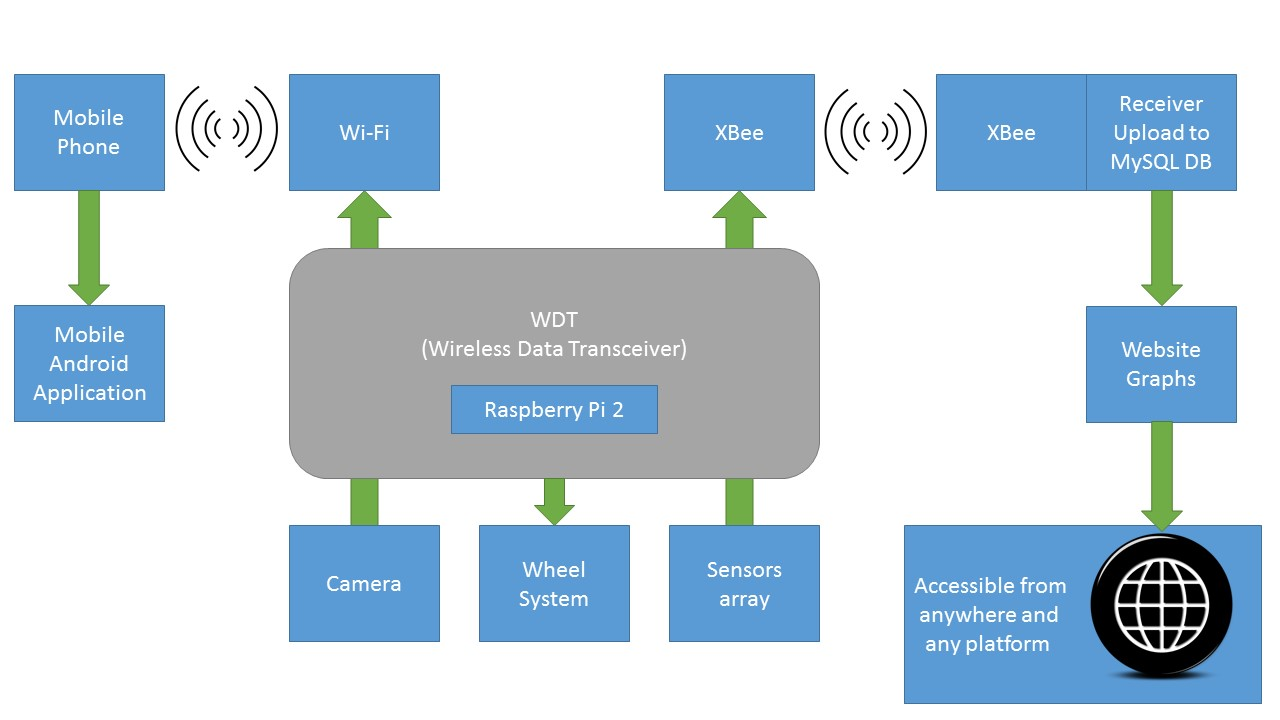 Mobile
Phone
Wi-Fi
XBee
XBee
Receiver
Upload to
MySQL DB
WDT
(Wireless Data Transceiver)
Raspberry Pi 2
Mobile
Android
Application
Website
Graphs
Camera
Wheel
System
Sensors
array
Accessible from
anywhere and
any platform